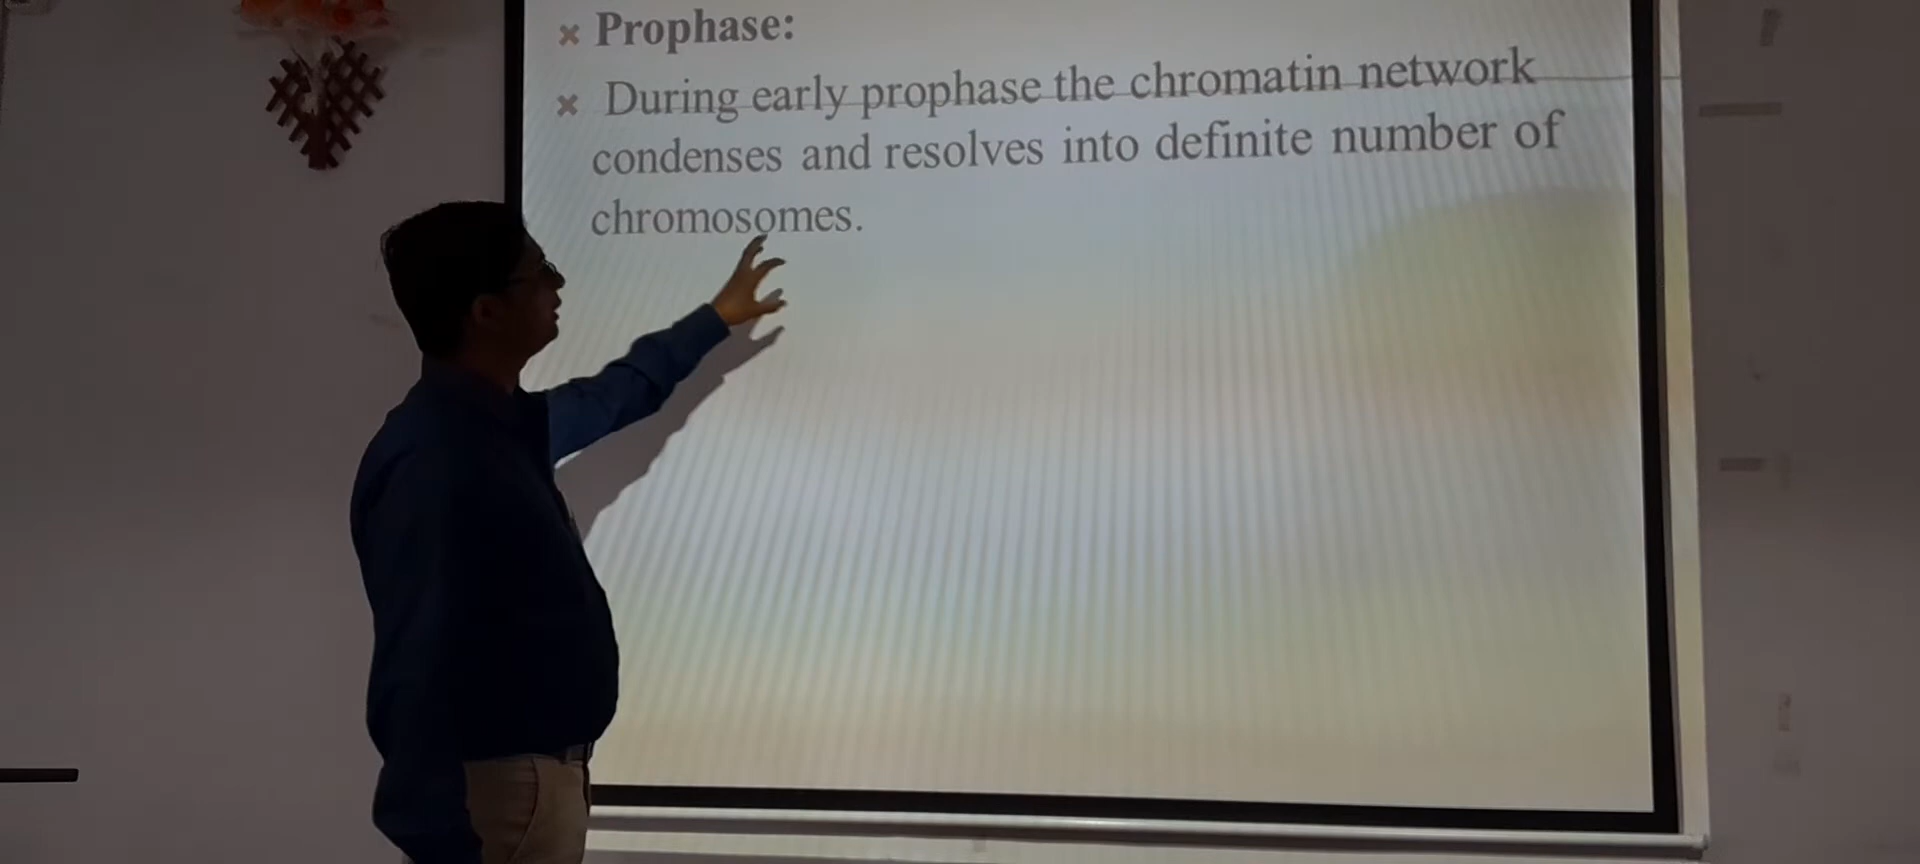 Prophase:
During early prophase the chromatin network
condenses and resolves into definite number of
chromosomes.